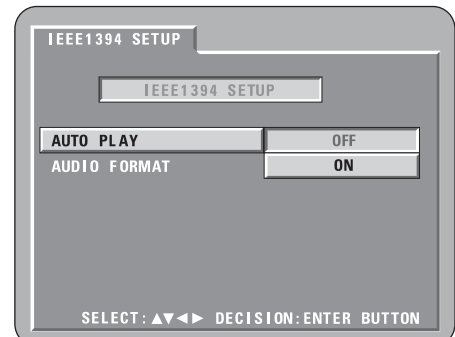 IEEE1394 SETUP
IEEE1394 SETUP
AUTO PLAY OFF
AUDIO FORMAT ON
SELECT:▲▼◄► DECISION:ENTER BUTTON